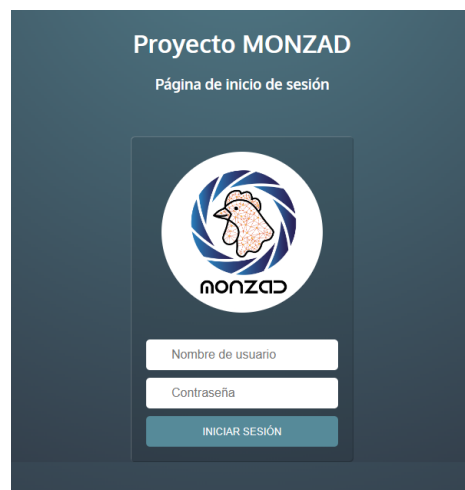 Proyecto MONZAD
Página de inicio de sesión
MONZAD
Nombre de usuario
Contraseña
INICIAR SESIÓN